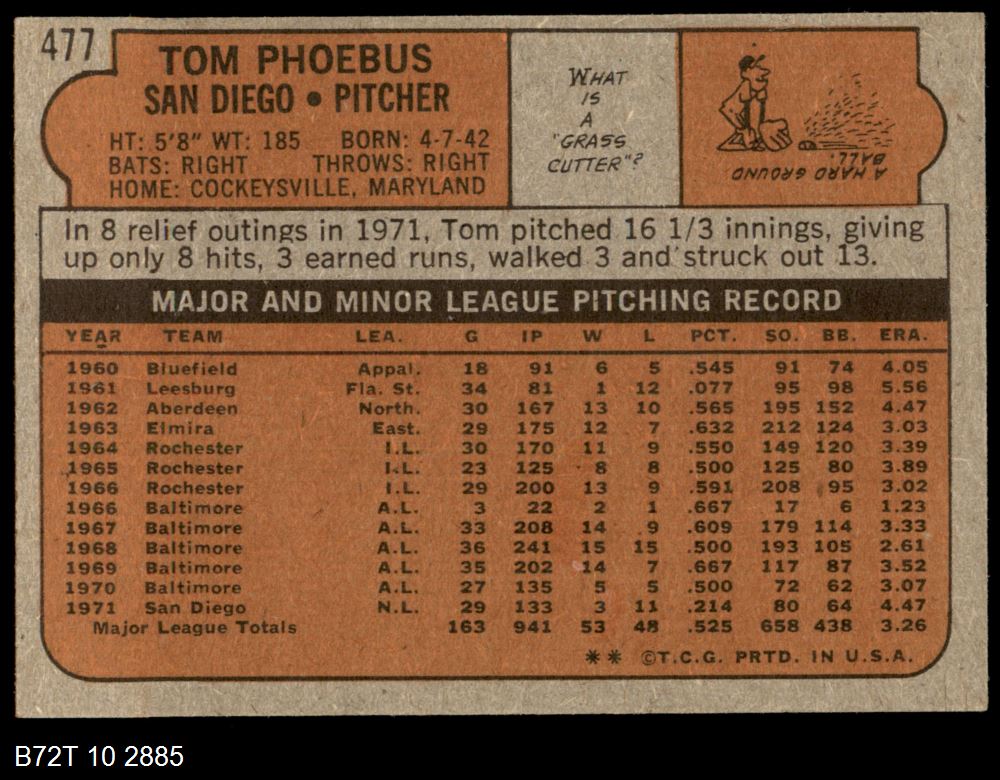 477
TOM PHOEBUS
SAN DIEGO • PITCHER
HT: 5'8" WT: 185 BORN: 4-7-42
BATS: RIGHT THROWS: RIGHT
HOME: COCKEYSVILLE, MARYLAND
WHAT
IS
A
"GRASS
CUTTER"?
A HARD GROUND
BALL.
In 8 relief outings in 1971, Tom pitched 16 1/3 innings, giving
up only 8 hits, 3 earned runs, walked 3 and struck out 13.
MAJOR AND MINOR LEAGUE PITCHING RECORD
YEAR TEAM LEA. G IP W L PCT. SO. BB. ERA.
1960 Bluefield Appal. 18 91 6 5 .545 91 74 4.05
1961 Leesburg Fla. St. 34 81 1 12 .077 95 98 5.56
1962 Aberdeen North. 30 167 13 10 .565 195 152 4.47
1963 Elmira East. 29 175 12 7 .632 212 124 3.03
1964 Rochester I.L. 30 170 11 9 .550 149 120 3.39
1965 Rochester I.L. 23 125 8 8 .500 125 80 3.89
1966 Rochester I.L. 29 200 13 9 .591 208 95 3.02
1966 Baltimore A.L. 3 22 2 1 .667 17 6 1.23
1967 Baltimore A.L. 33 208 14 9 .609 179 114 3.33
1968 Baltimore A.L. 36 241 15 15 .500 193 105 2.61
1969 Baltimore A.L. 35 202 14 7 .667 117 87 3.52
1970 Baltimore A.L. 27 135 5 5 .500 72 62 3.07
1971 San Diego N.L. 29 133 3 11 .214 80 64 4.47
Major League Totals 163 941 53 48 .525 658 438 3.26
** ©T.C.G. PRTD. IN U.S.A.
B72T 10 2885